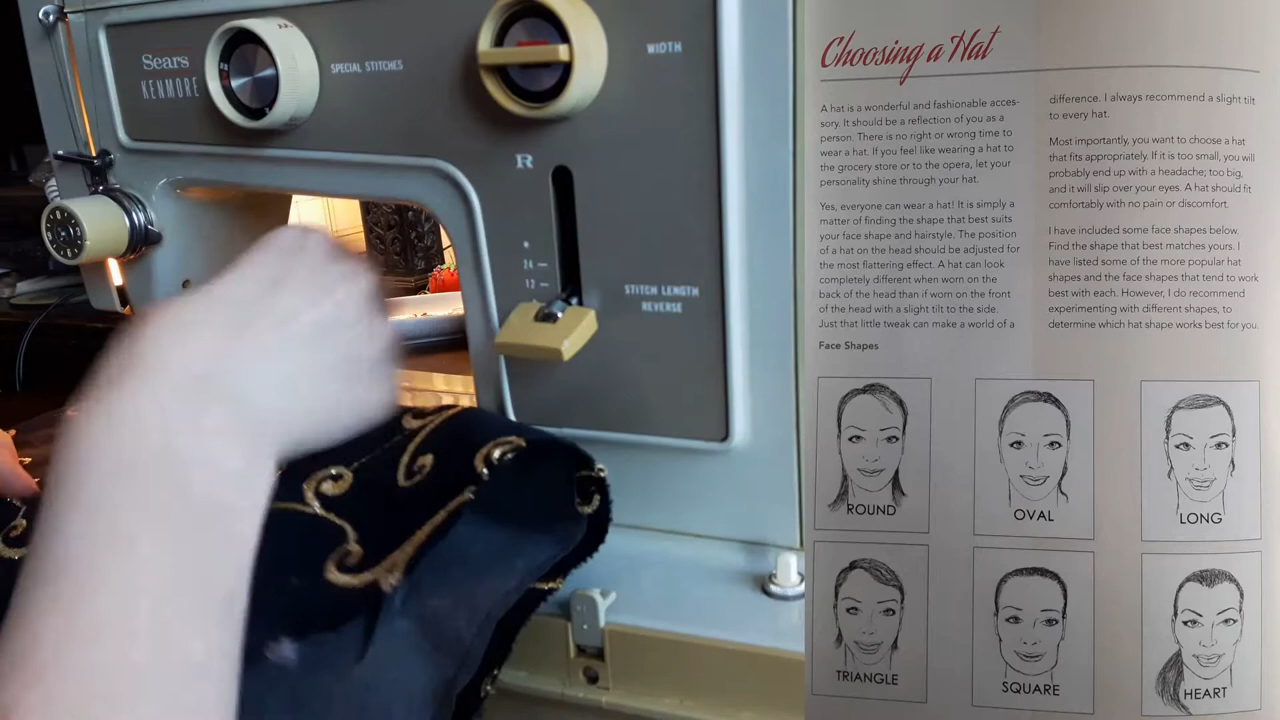 Sears
KENMORE
SPECIAL STITCHES
WIDTH
R
24
12
STITCH LENGTH
REVERSE
Choosing a Hat
A hat is a wonderful and fashionable acces-
sory. It should be a reflection of you as a
person. There is no right or wrong time to
wear a hat. If you feel like wearing a hat to
the grocery store or to the opera, let your
personality shine through your hat.
Yes, everyone can wear a hat! It is simply a
matter of finding the shape that best suits
your face shape and hairstyle. The position
of a hat on the head should be adjusted for
the most flattering effect. A hat can look
completely different when worn on the
back of the head than if worn on the front
of the head with a slight tilt to the side.
Just that little tweak can make a world of a
difference. I always recommend a slight tilt
to every hat.
Most importantly, you want to choose a hat
that fits appropriately. If it is too small, you will
probably end up with a headache; too big,
and it will slip over your eyes. A hat should fit
comfortably with no pain or discomfort.
I have included some face shapes below.
Find the shape that best matches yours. I
have listed some of the more popular hat
shapes and the face shapes that tend to work
best with each. However, I do recommend
experimenting with different shapes, to
determine which hat shape works best for you.
Face Shapes
ROUND
OVAL
LONG
TRIANGLE
SQUARE
HEART